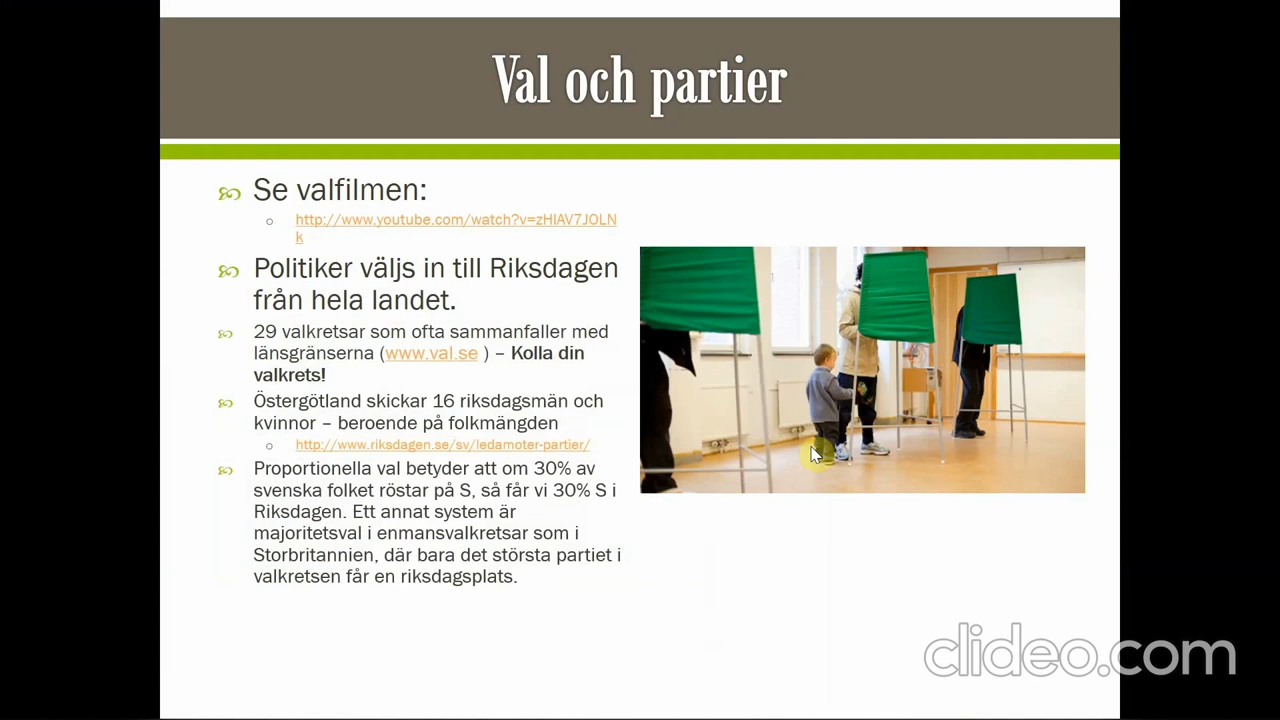 Val och partier
Se valfilmen:
http://www.youtube.com/watch?v=zHIAV7JOLN
k
Politiker väljs in till Riksdagen
från hela landet.
29 valkretsar som ofta sammanfaller med
länsgränserna (www.val.se ) – Kolla din
valkrets!
Östergötland skickar 16 riksdagsmän och
kvinnor – beroende på folkmängden
http://www.riksdagen.se/sv/ledamoter-partier/
Proportionella val betyder att om 30% av
svenska folket röstar på S, så får vi 30% S i
Riksdagen. Ett annat system är
majoritetsval i enmansvalkretsar som i
Storbritannien, där bara det största partiet i
valkretsen får en riksdagsplats.
clideo.com